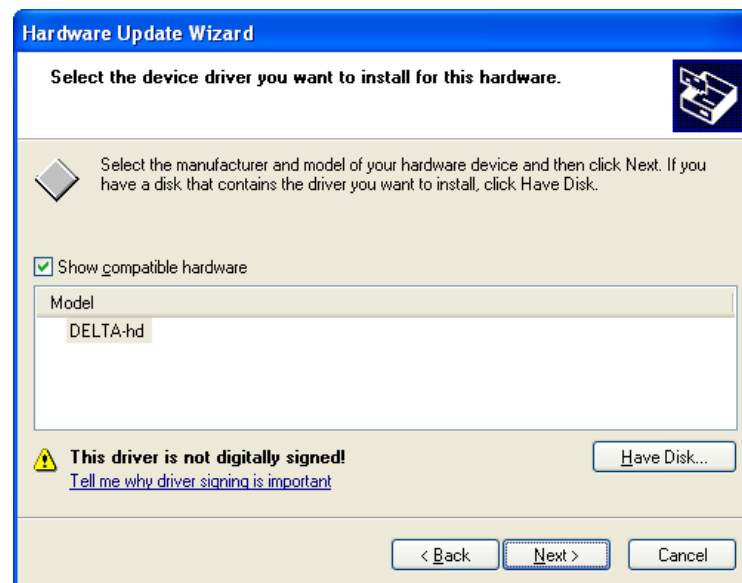 Hardware Update Wizard
Select the device driver you want to install for this hardware.
Select the manufacturer and model of your hardware device and then click Next. If you
have a disk that contains the driver you want to install, click Have Disk.
Show compatible hardware
Model
DELTA-hd
This driver is not digitally signed!
Have Disk...
Tell me why driver signing is important
< Back
Next >
Cancel